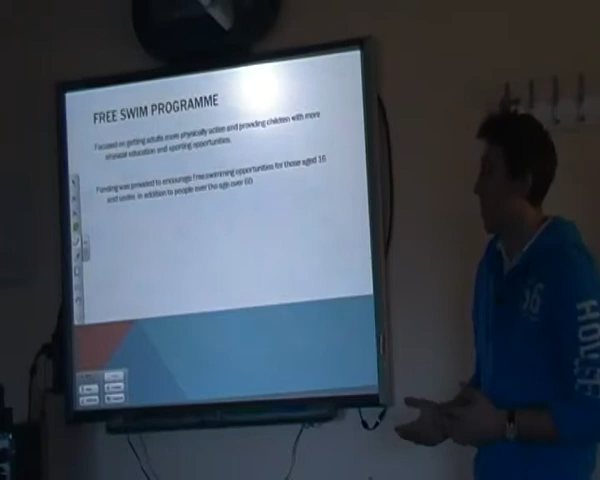 FREE SWIM PROGRAMME
Focused on getting adults more physically active and providing children with more
physical education and sporting opportunities.
Funding was provided to encourage free swimming opportunities for those aged 16
and under, in addition to people over the age over 60
56
HOLL